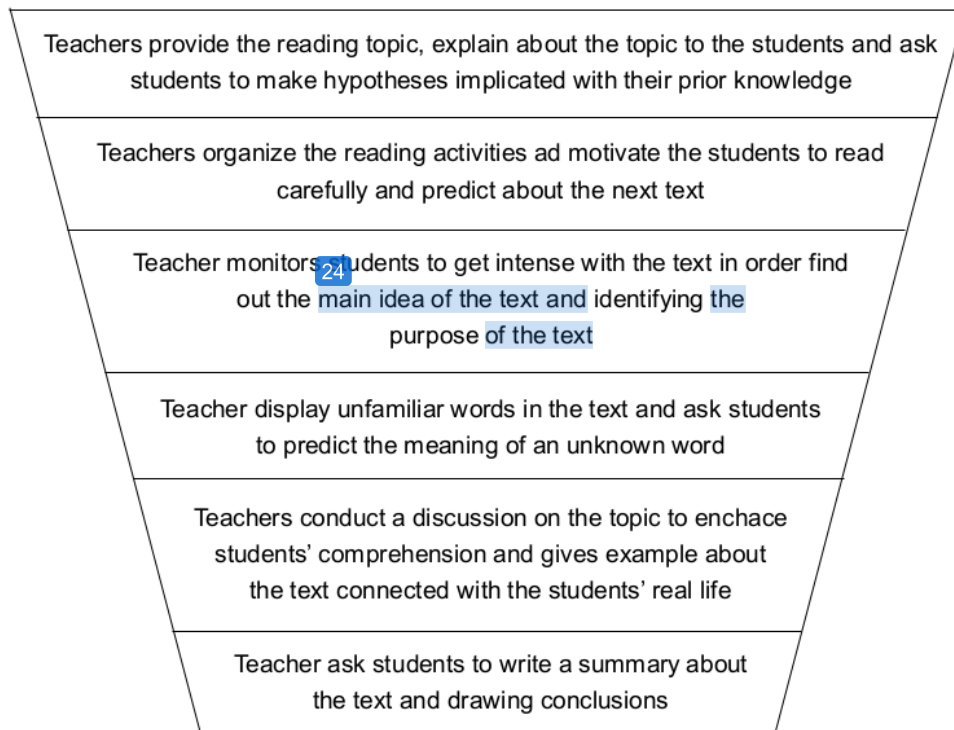 Teachers provide the reading topic, explain about the topic to the students and ask
students to make hypotheses implicated with their prior knowledge
Teachers organize the reading activities ad motivate the students to read
carefully and predict about the next text
Teacher monitors students to get intense with the text in order find
24
out the main idea of the text and identifying the
purpose of the text
Teacher display unfamiliar words in the text and ask students
to predict the meaning of an unknown word
Teachers conduct a discussion on the topic to enchace
students’ comprehension and gives example about
the text connected with the students’ real life
Teacher ask students to write a summary about
the text and drawing conclusions